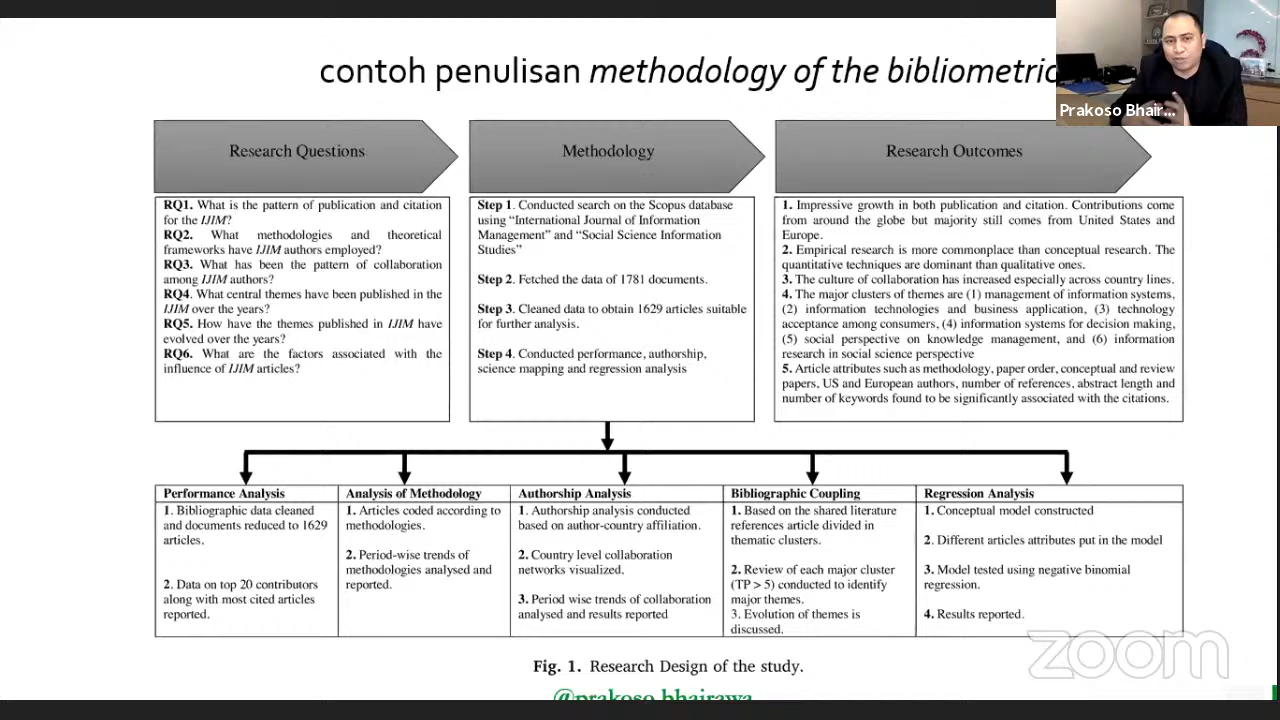 contoh penulisan methodology of the bibliometric
Prakoso Bhair...
Research Questions
Methodology
Research Outcomes
RQ1. What is the pattern of publication and citation
for the IJIM?
RQ2. What methodologies and theoretical
frameworks have IJIM authors employed?
RQ3. What has been the pattern of collaboration
among IJIM authors?
RQ4. What central themes have been published in the
IJIM over the years?
RQ5. How have the themes published in IJIM have
evolved over the years?
RQ6. What are the factors associated with the
influence of IJIM articles?
Step 1. Conducted search on the Scopus database
using “International Journal of Information
Management” and “Social Science Information
Studies”
Step 2. Fetched the data of 1781 documents.
Step 3. Cleaned data to obtain 1629 articles suitable
for further analysis.
Step 4. Conducted performance, authorship,
science mapping and regression analysis
1. Impressive growth in both publication and citation. Contributions come
from around the globe but majority still comes from United States and
Europe.
2. Empirical research is more commonplace than conceptual research. The
quantitative techniques are dominant than qualitative ones.
3. The culture of collaboration has increased especially across country lines.
4. The major clusters of themes are (1) management of information systems,
(2) information technologies and business application, (3) technology
acceptance among consumers, (4) information systems for decision making,
(5) social perspective on knowledge management, and (6) information
research in social science perspective
5. Article attributes such as methodology, paper order, conceptual and review
papers, US and European authors, number of references, abstract length and
number of keywords found to be significantly associated with the citations.
Performance Analysis
1. Bibliographic data cleaned
and documents reduced to 1629
articles.
2. Data on top 20 contributors
along with most cited articles
reported.
Analysis of Methodology
1. Articles coded according to
methodologies.
2. Period-wise trends of
methodologies analysed and
reported.
Authorship Analysis
1. Authorship analysis conducted
based on author-country affiliation.
2. Country level collaboration
networks visualized.
3. Period wise trends of collaboration
analysed and results reported
Bibliographic Coupling
1. Based on the shared literature
references article divided in
thematic clusters.
2. Review of each major cluster
(TP > 5) conducted to identify
major themes.
3. Evolution of themes is
discussed.
Regression Analysis
1. Conceptual model constructed
2. Different articles attributes put in the model
3. Model tested using negative binomial
regression.
4. Results reported.
zoom
Fig. 1. Research Design of the study.
@prakoso.bhairawa